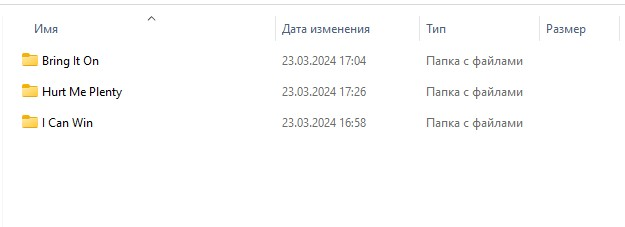 Имя Дата изменения Тип Размер
Bring It On 23.03.2024 17:04 Папка с файлами
Hurt Me Plenty 23.03.2024 17:26 Папка с файлами
I Can Win 23.03.2024 16:58 Папка с файлами